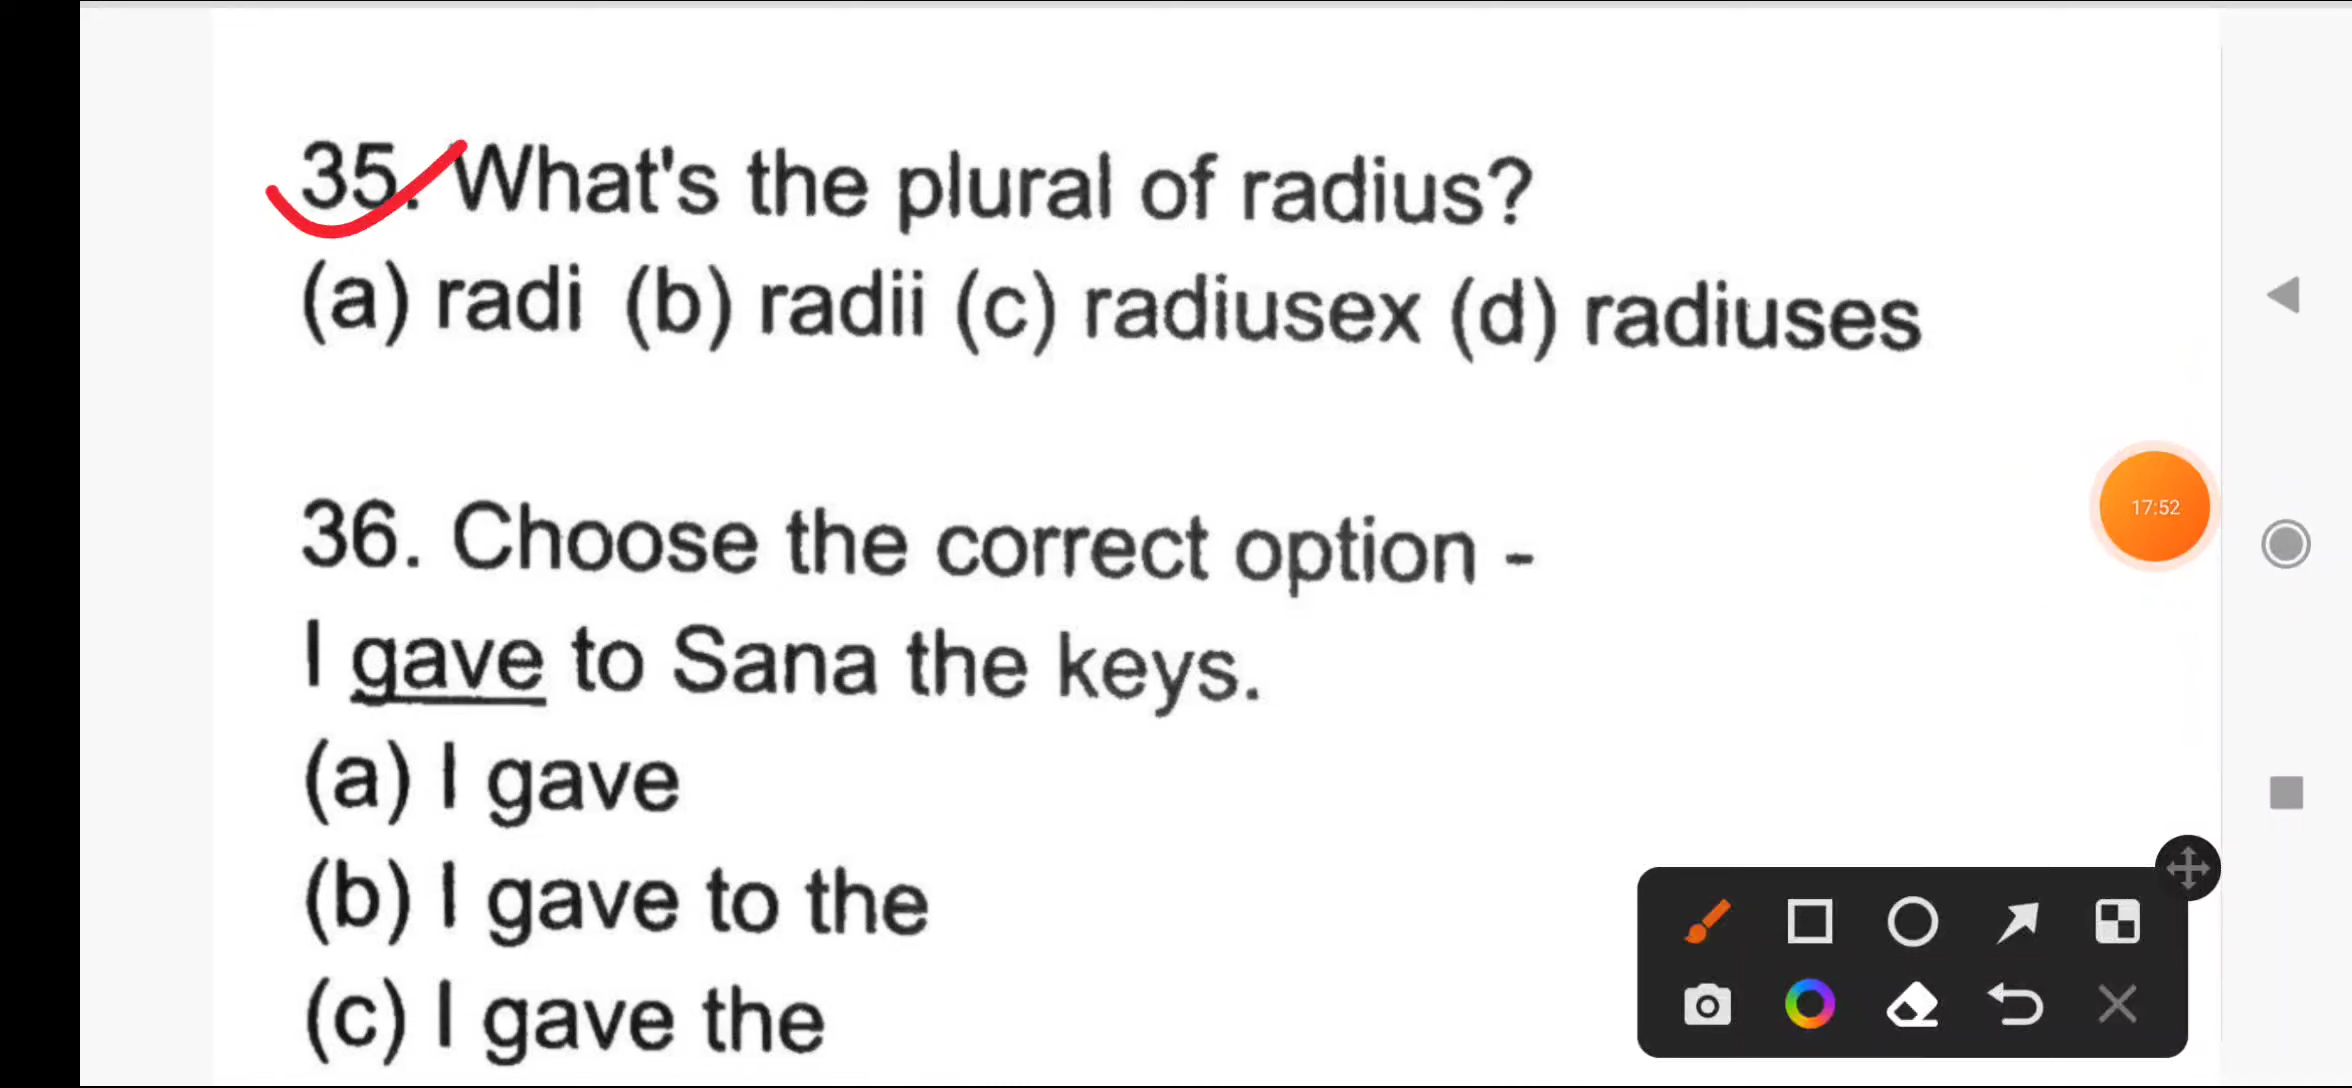 35. What's the plural of radius?
(a) radi (b) radii (c) radiusex (d) radiuses
36. Choose the correct option -
I gave to Sana the keys.
(a) I gave
(b) I gave to the
(c) I gave the
17:52